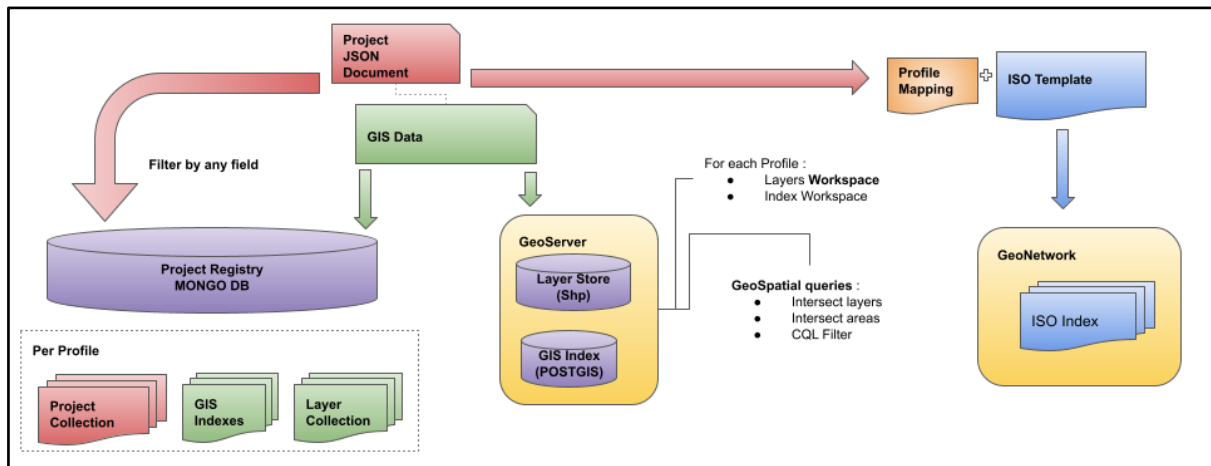 Project
JSON
Document
Profile
Mapping
ISO Template
GIS Data
Filter by any field
For each Profile :
● Layers Workspace
● Index Workspace
GeoServer
Layer Store
(Shp)
GIS Index
(POSTGIS)
GeoSpatial queries :
● Intersect layers
● Intersect areas
● CQL Filter
GeoNetwork
ISO Index
Project Registry
MONGO DB
Per Profile
Project
Collection
GIS
Indexes
Layer
Collection